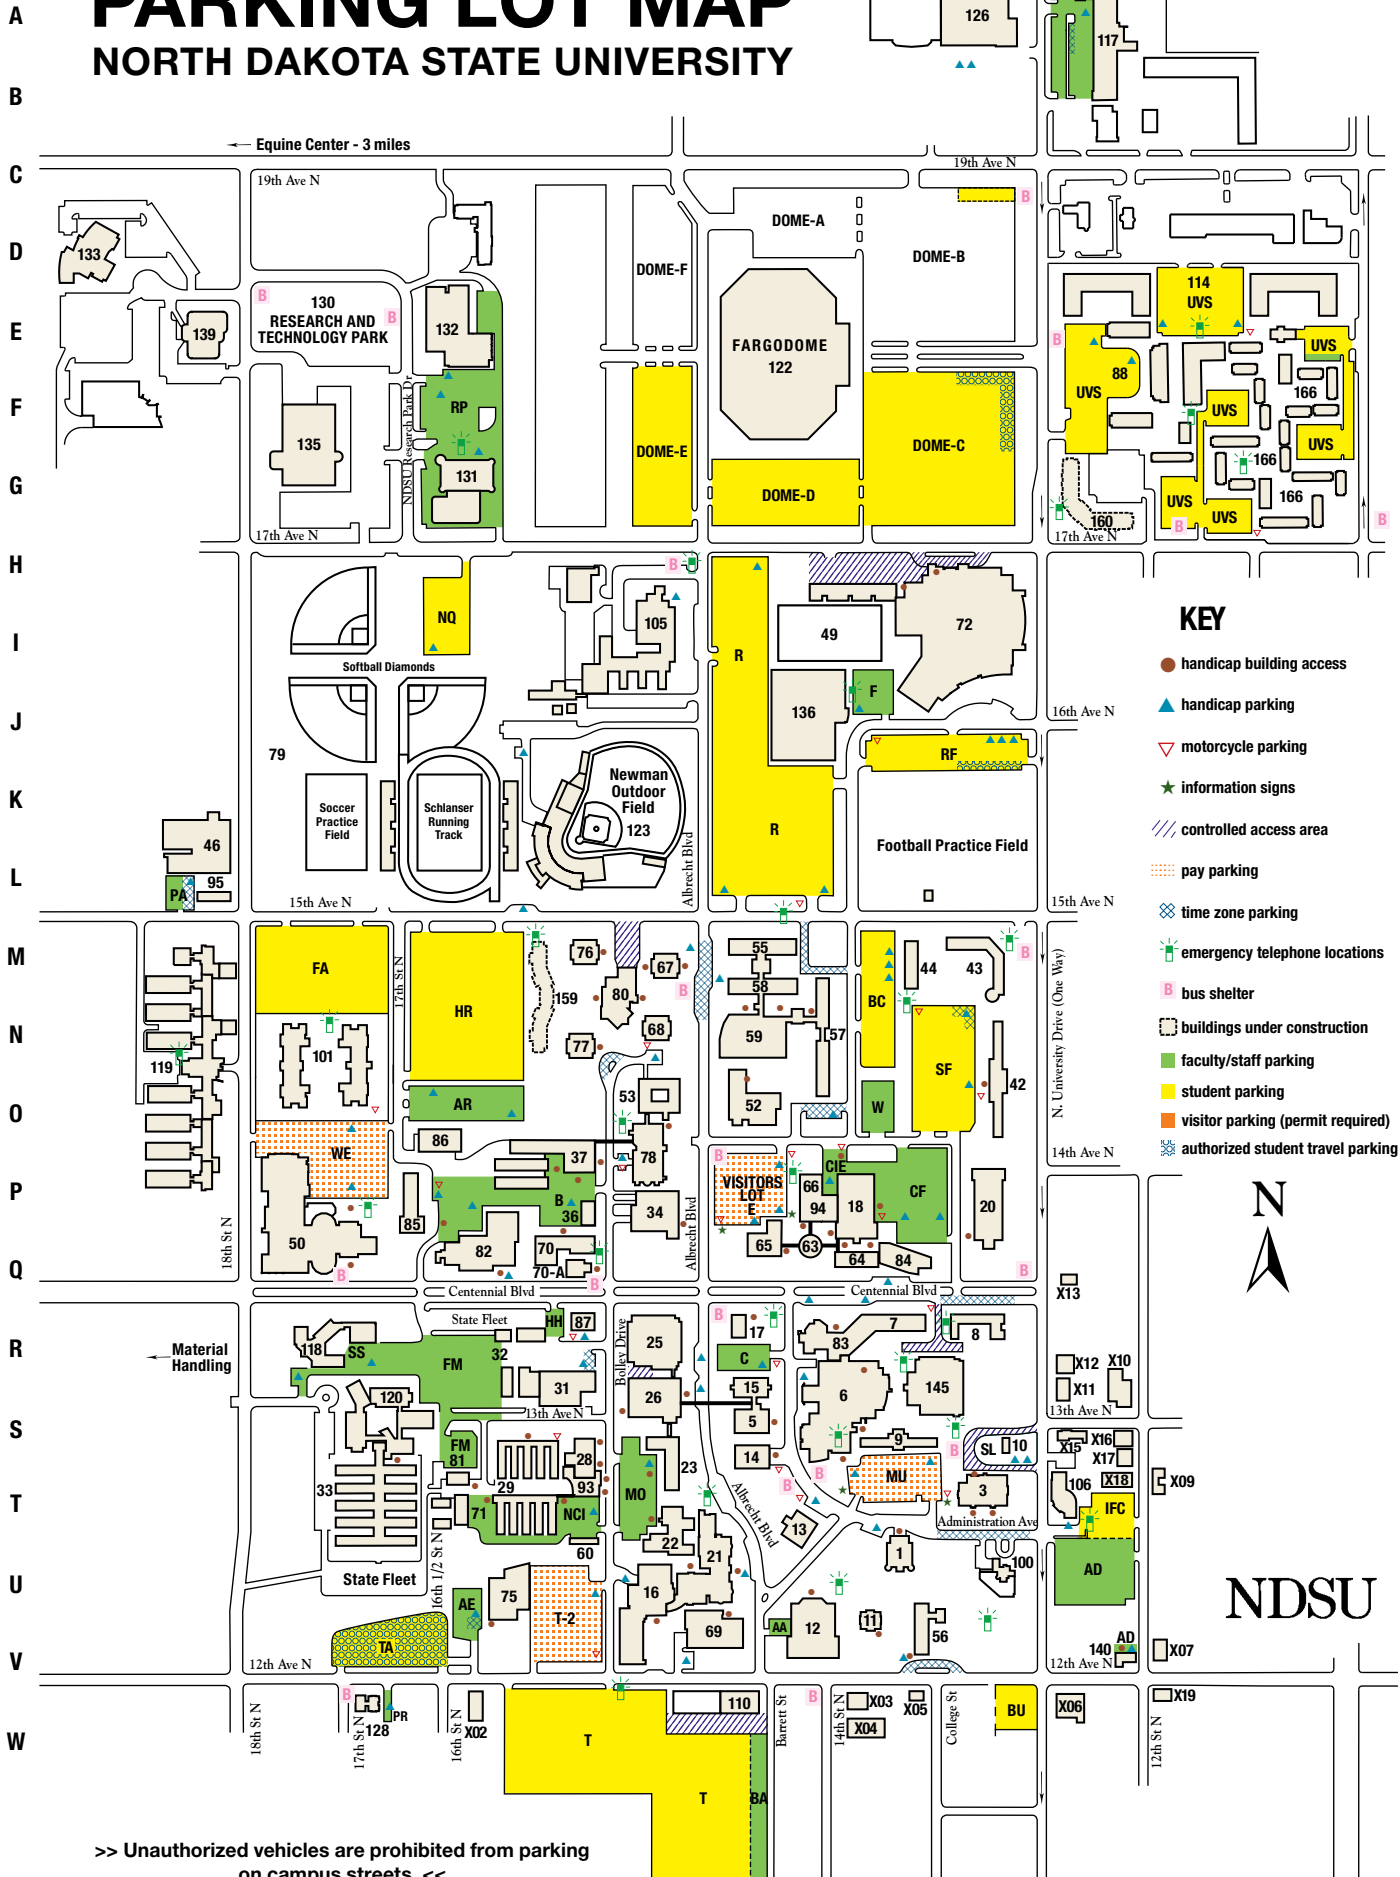 PARKING LOT MAP
NORTH DAKOTA STATE UNIVERSITY
A
126
117
B
Equine Center - 3 miles
19th Ave N
C
19th Ave N
B
DOME-A
D
133
DOME-F
DOME-B
114
UVS
B
130
RESEARCH AND
TECHNOLOGY PARK
B
132
E
139
FARGODOME
122
B
UVS
88
UVS
166
F
NDSU Research Park Dr
RP
UVS
135
DOME-E
DOME-C
UVS
166
131
G
DOME-D
UVS
166
UVS
160
B
B
17th Ave N
17th Ave N
H
B
NQ
105
R
49
72
KEY
I
Softball Diamonds
handicap building access
136
F
handicap parking
J
16th Ave N
79
RF
motorcycle parking
Newman
Outdoor
Field
123
K
Soccer
Practice
Field
Schlanser
Running
Track
information signs
R
controlled access area
46
Football Practice Field
Albrecht Blvd
pay parking
L
95
PA
15th Ave N
15th Ave N
time zone parking
M
FA
17th St N
76
67
55
44
43
B
emergency telephone locations
N. University Drive (One Way)
58
BC
80
B
bus shelter
159
HR
N
68
59
57
buildings under construction
101
77
119
faculty/staff parking
SF
53
42
student parking
O
AR
52
W
visitor parking (permit required)
86
14th Ave N
authorized student travel parking
WE
37
78
B
CIE
P
VISITORS
LOT
E
66
94
18
CF
B
36
20
N
85
34
18th St N
50
82
70
Albrecht Blvd
65
63
64
84
Q
70-A
B
B
B
Centennial Blvd
Centennial Blvd
X13
State Fleet
HH
87
B
17
7
8
R
Material
Handling
118
SS
FM
32
Bolley Drive
25
C
83
X12
X10
X11
120
31
26
15
6
145
13th Ave N
13th Ave N
5
S
FM
81
28
14
9
B
SL
10
X15
X16
X17
33
29
93
23
B
B
MU
3
106
X18
X09
T
71
NCI
MO
Albrecht Blvd
13
IFC
Administration Ave
60
22
21
1
100
16th 1/2 St N
U
State Fleet
75
16
AD
AE
T-2
NDSU
AA
12
11
56
69
TA
140
AD
X07
V
12th Ave N
12th Ave N
B
128
PR
X02
110
B
X03
X05
College St
BU
X06
X19
W
18th St N
17th St N
16th St N
T
Barrett St
14th St N
X04
12th St N
T
BA
>> Unauthorized vehicles are prohibited from parking
on campus streets. <<